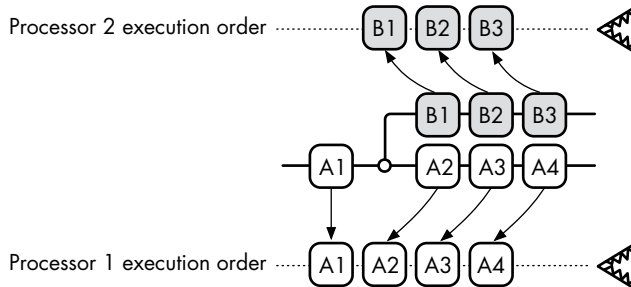 Processor 2 execution order B1 B2 B3
B1 B2 B3
A1 A2 A3 A4
Processor 1 execution order A1 A2 A3 A4